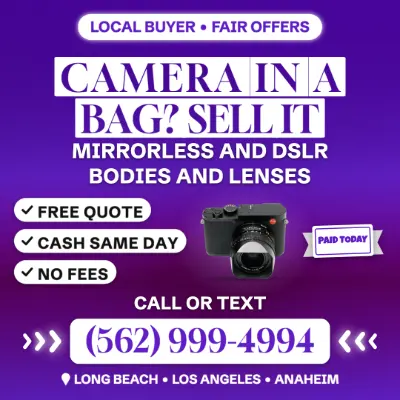 LOCAL BUYER • FAIR OFFERS
CAMERA IN A
BAG? SELL IT
MIRRORLESS AND DSLR
BODIES AND LENSES
FREE QUOTE
CASH SAME DAY
NO FEES
PAID TODAY
CALL OR TEXT
(562) 999-4994
LONG BEACH • LOS ANGELES • ANAHEIM